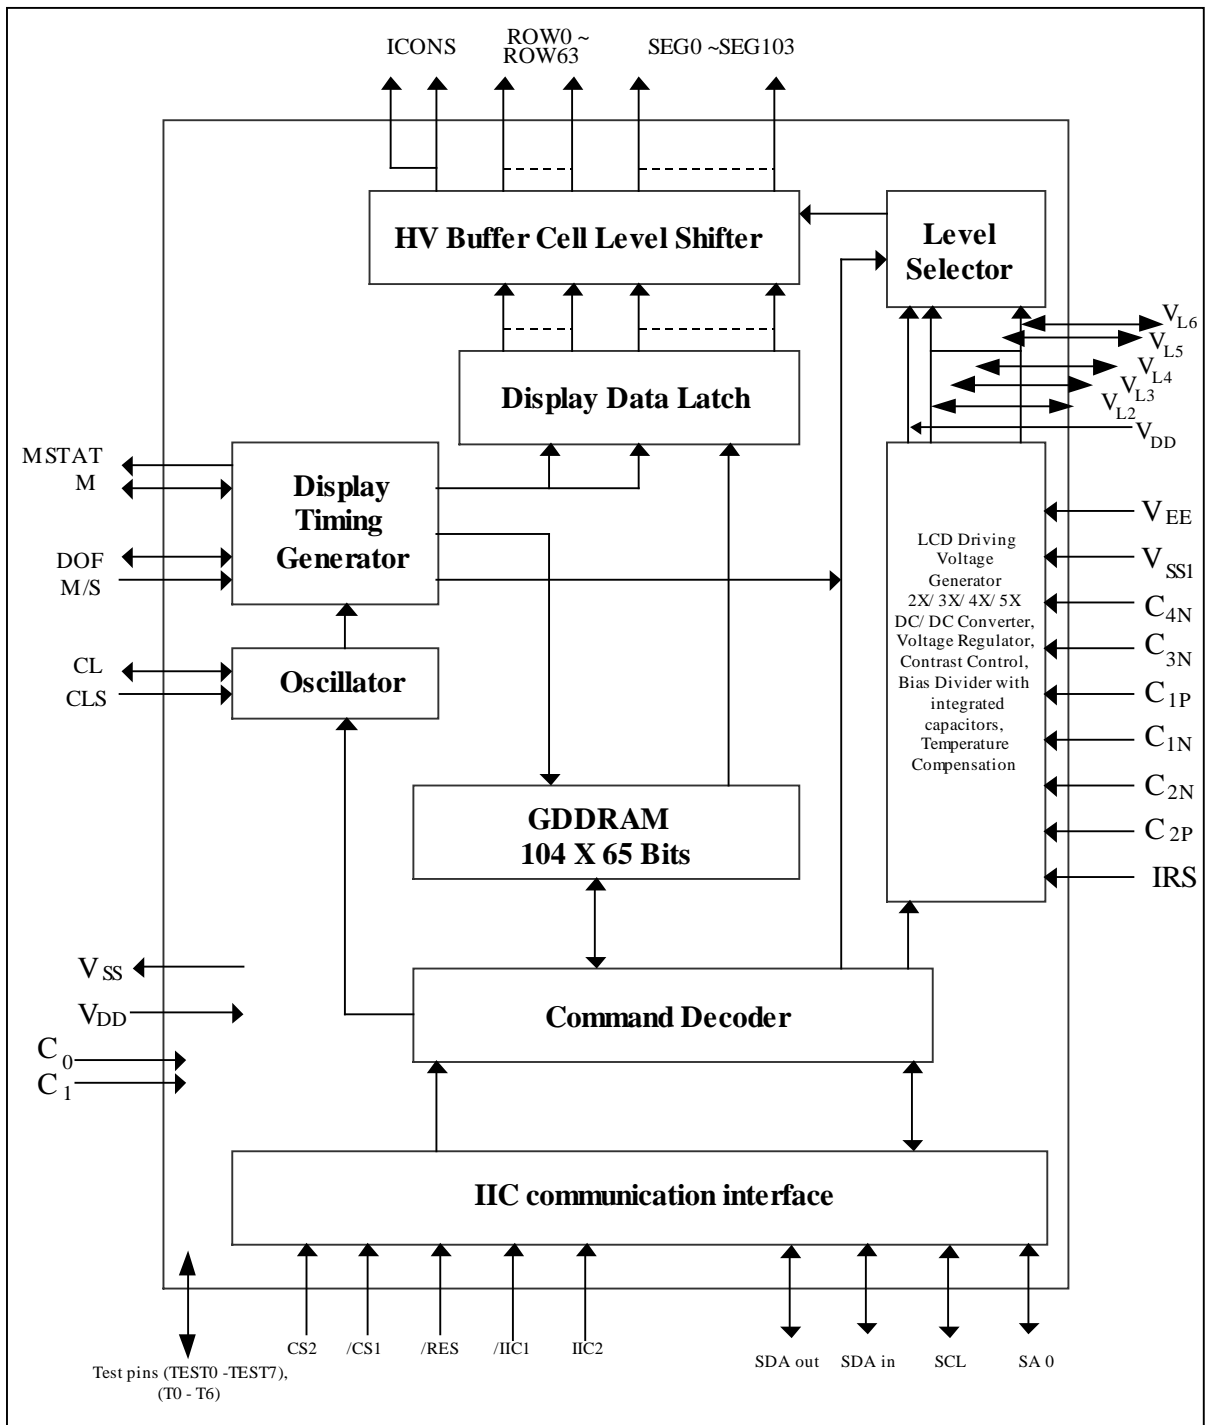 ICONS
ROW0 ~
ROW63
SEG0 ~SEG103
HV Buffer Cell Level Shifter
Level
Selector
VL6
VL5
VL4
VL3
VL2
VDD
Display Data Latch
MSTAT
M
DOF
M/S
Display
Timing
Generator
CL
CLS
Oscillator
LCD Driving
Voltage
Generator
2X/ 3X/ 4X/ 5X
DC/ DC Converter,
Voltage Regulator,
Contrast Control,
Bias Divider with
integrated
capacitors,
Temperature
Compensation
VEE
VSS1
C4N
C3N
C1P
C1N
C2N
C2P
IRS
GDDRAM
104 X 65 Bits
VSS
VDD
C0
C1
Command Decoder
IIC communication interface
CS2
/CS1
/RES
/IIC1
IIC2
SDA out
SDA in
SCL
SA 0
Test pins (TEST0 -TEST7),
(T0 - T6)